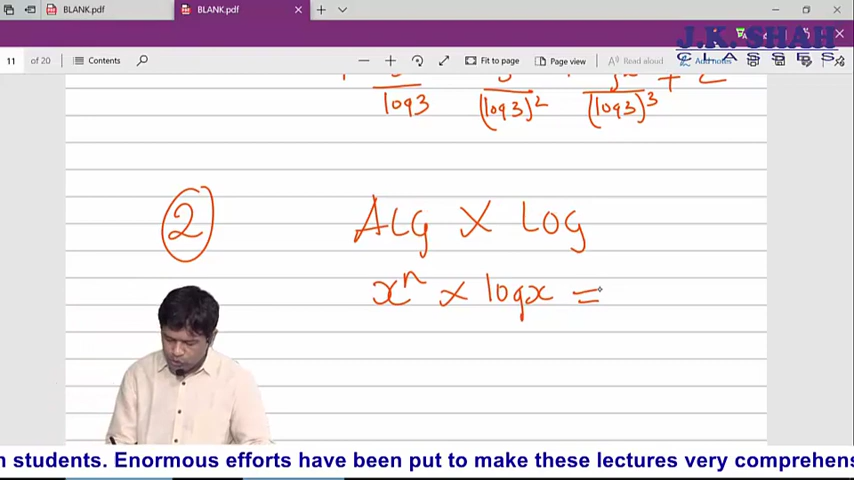 BLANK.pdf
BLANK.pdf
J.K. SHAH
CLASSES
11 of 20
Contents
Fit to page
Page view
Read aloud
Add notes
log3 (log3)² (log3)³ +
2 ALG X LOG
xⁿ × logx =
n students. Enormous efforts have been put to make these lectures very comprehens